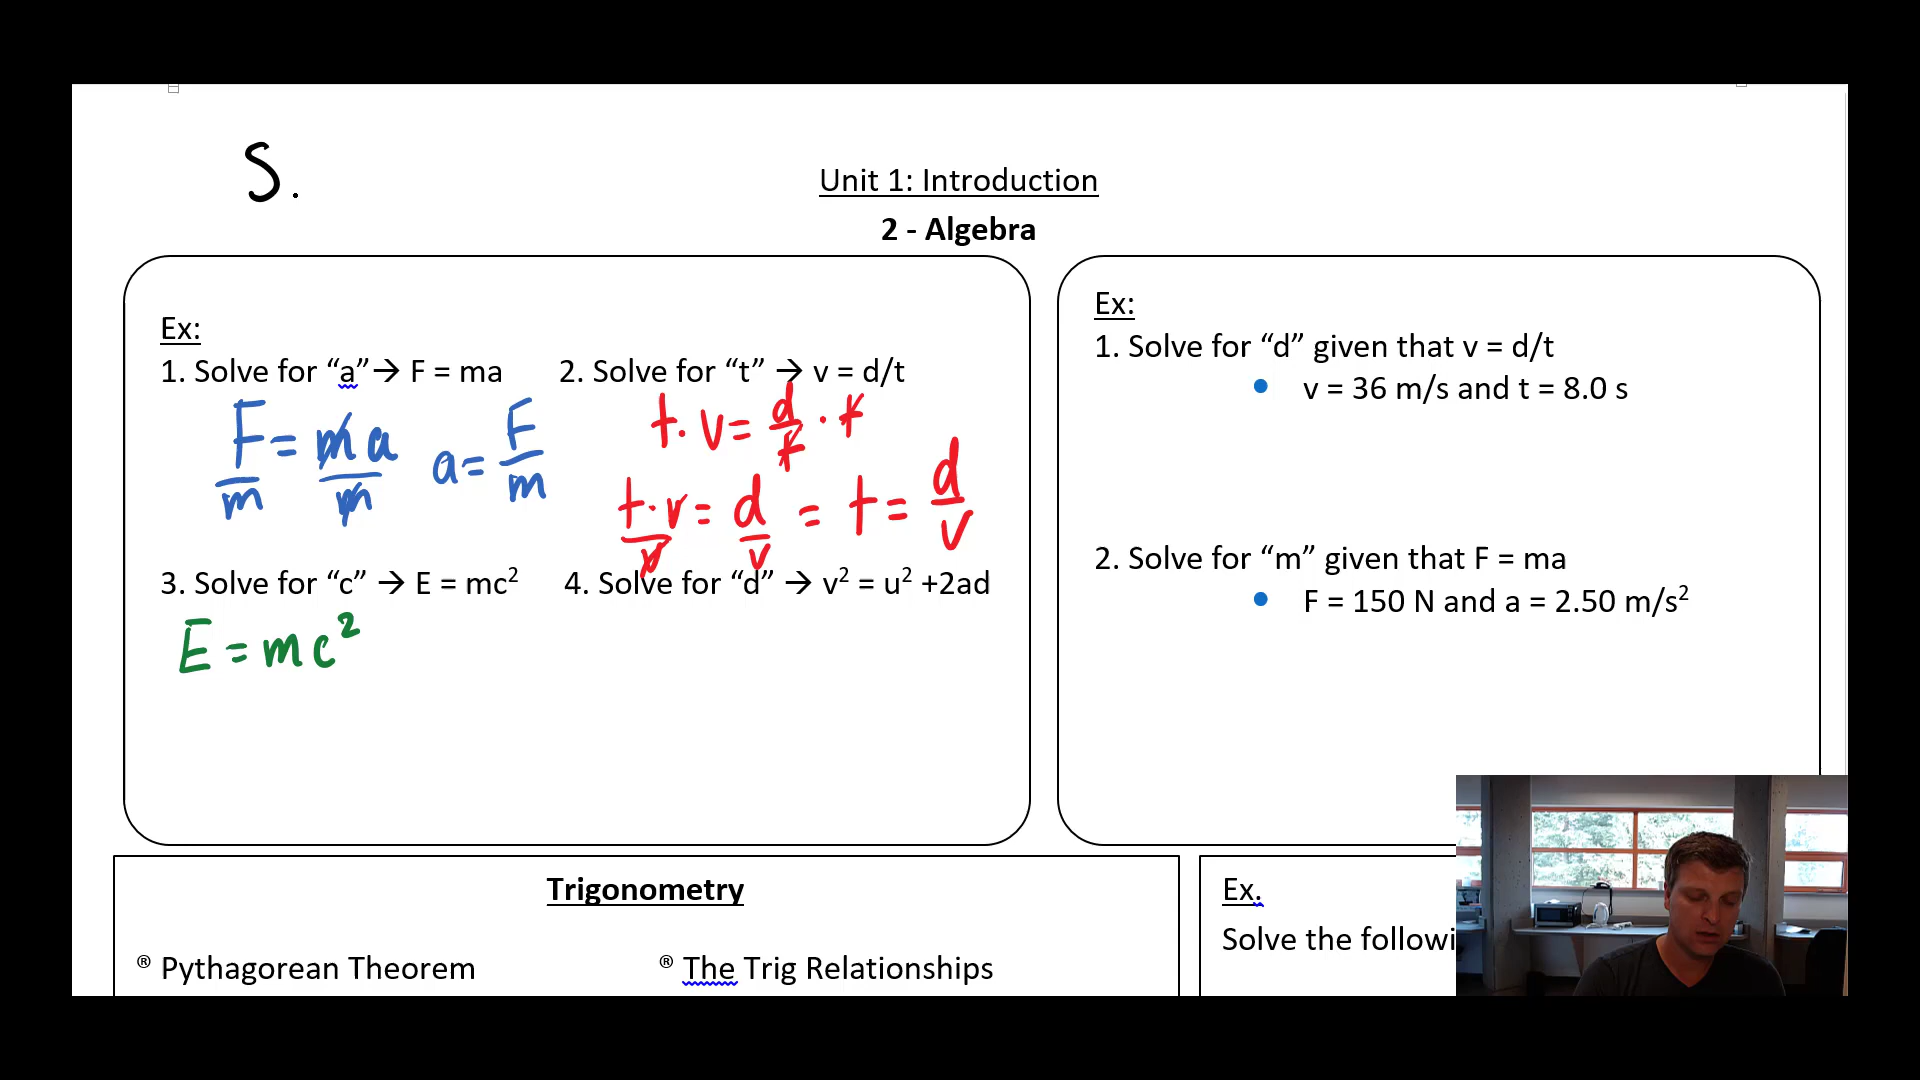 S.
Unit 1: Introduction
2 - Algebra
Ex:
1. Solve for “a”→ F = ma
2. Solve for “t” → v = d/t
F/m = ma/m
a = F/m
t · v = d/t · t
t · v/v = d/v = t = d/v
3. Solve for “c” → E = mc²
4. Solve for “d” → v² = u² +2ad
E = mc²
Ex:
1. Solve for “d” given that v = d/t
• v = 36 m/s and t = 8.0 s
2. Solve for “m” given that F = ma
• F = 150 N and a = 2.50 m/s²
Trigonometry
® Pythagorean Theorem
® The Trig Relationships
Ex.
Solve the followi